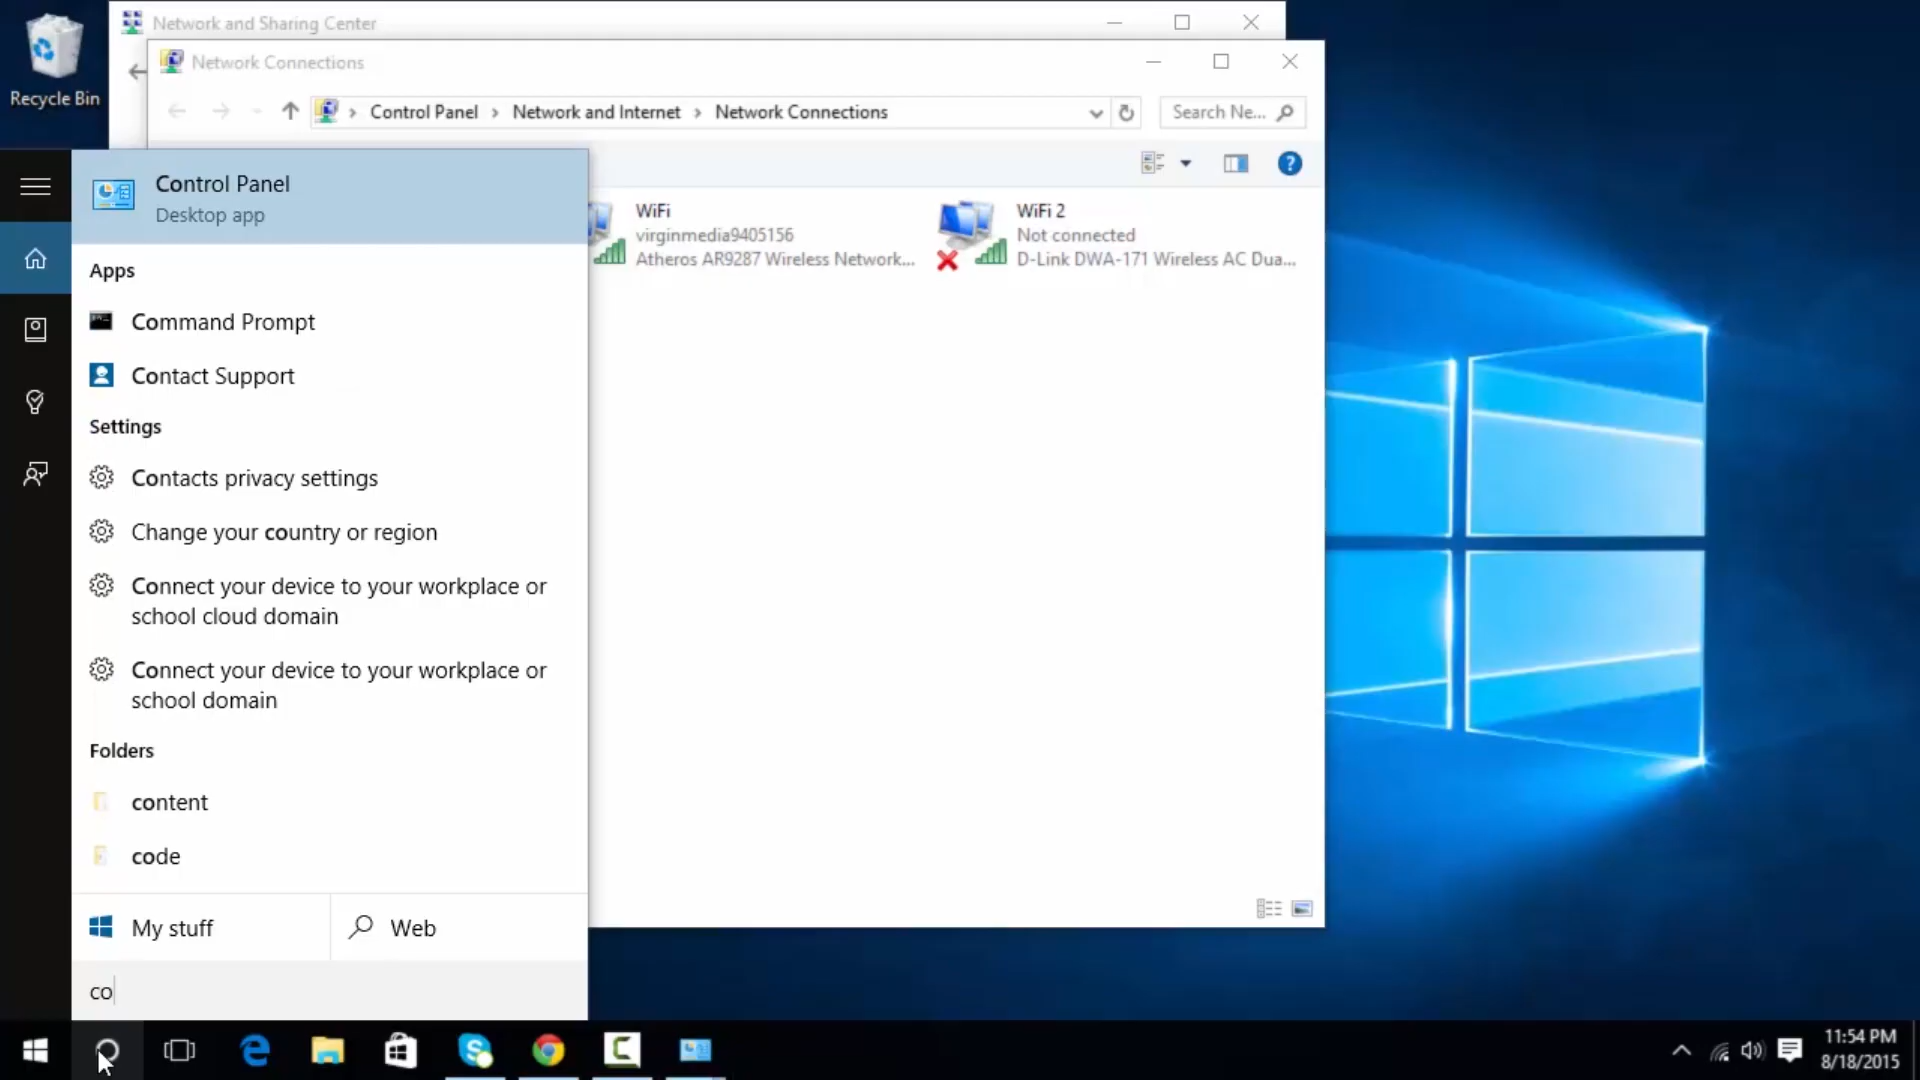 Recycle Bin
Network and Sharing Center
Network Connections
Control Panel
Network and Internet
Network Connections
Search Ne...
?
Control Panel
Desktop app
Apps
Command Prompt
Contact Support
Settings
Contacts privacy settings
Change your country or region
Connect your device to your workplace or
school cloud domain
Connect your device to your workplace or
school domain
Folders
content
code
My stuff
Web
co
WiFi
virginmedia9405156
Atheros AR9287 Wireless Network...
WiFi 2
Not connected
D-Link DWA-171 Wireless AC Dua...
11:54 PM
8/18/2015